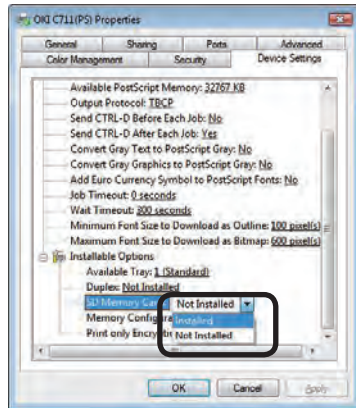 OKI C711(PS) Properties
General Sharing Ports Advanced
Color Management Security Device Settings
Available PostScript Memory: 32767 KB
Output Protocol: TBCP
Send CTRL-D Before Each Job: No
Send CTRL-D After Each Job: Yes
Convert Gray Text to PostScript Gray: No
Convert Gray Graphics to PostScript Gray: No
Add Euro Currency Symbol to PostScript Fonts: No
Job Timeout: 0 seconds
Wait Timeout: 300 seconds
Minimum Font Size to Download as Outline: 100 pixel(s)
Maximum Font Size to Download as Bitmap: 600 pixel(s)
Installable Options
Available Tray: 1 (Standard)
Duplex: Not Installed
SD Memory Ca Not Installed
Installed
Memory Configura
Not Installed
Print only Encry
OK Cancel Apply